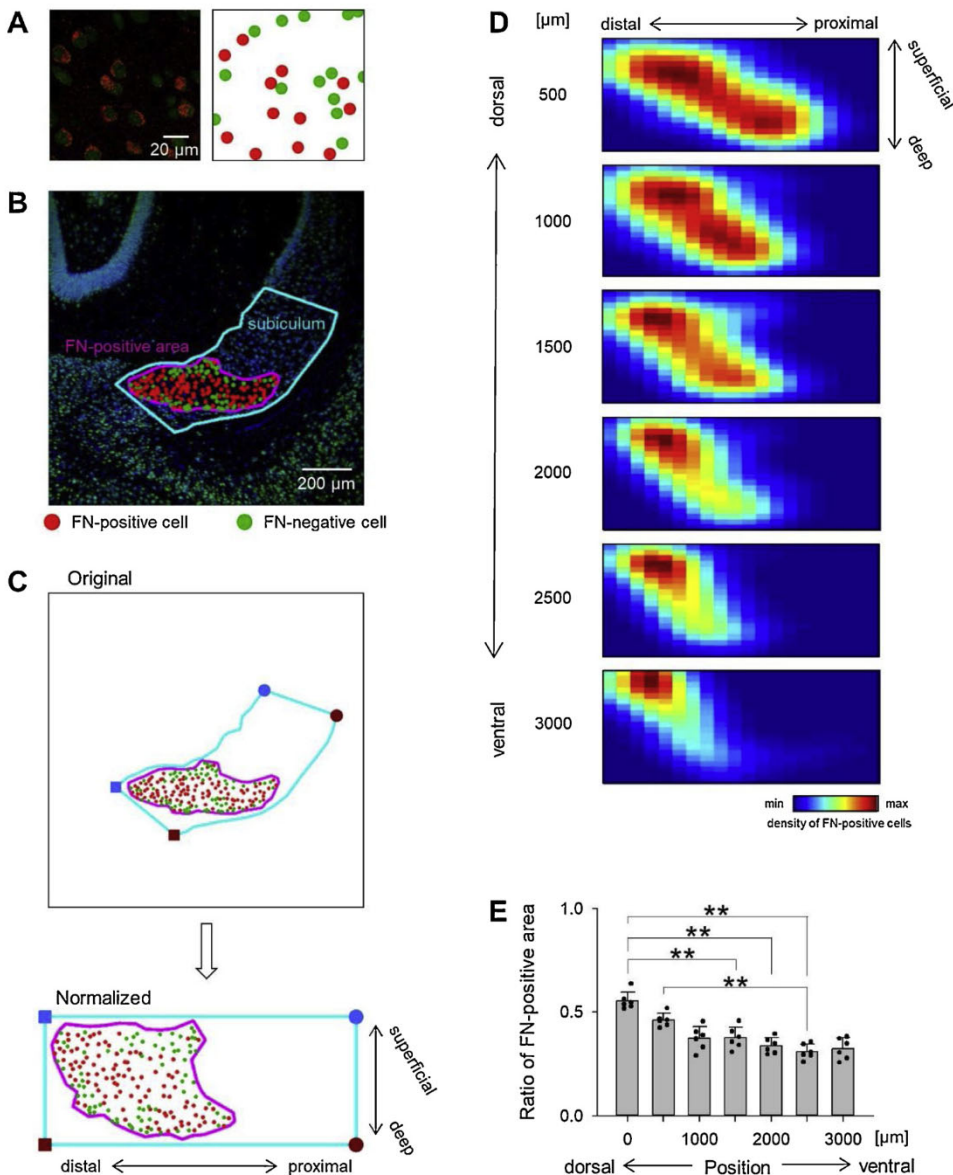 A
20 µm
B
subiculum
FN-positive area
200 µm
FN-positive cell
FN-negative cell
C
Original
Normalized
superficial
deep
distal
proximal
D
[µm]
distal
proximal
superficial
deep
dorsal
500
1000
1500
2000
2500
3000
ventral
min
max
density of FN-positive cells
E
Ratio of FN-positive area
1.0
0.5
0.0
**
**
**
**
0 1000 2000 3000 [µm]
dorsal Position ventral